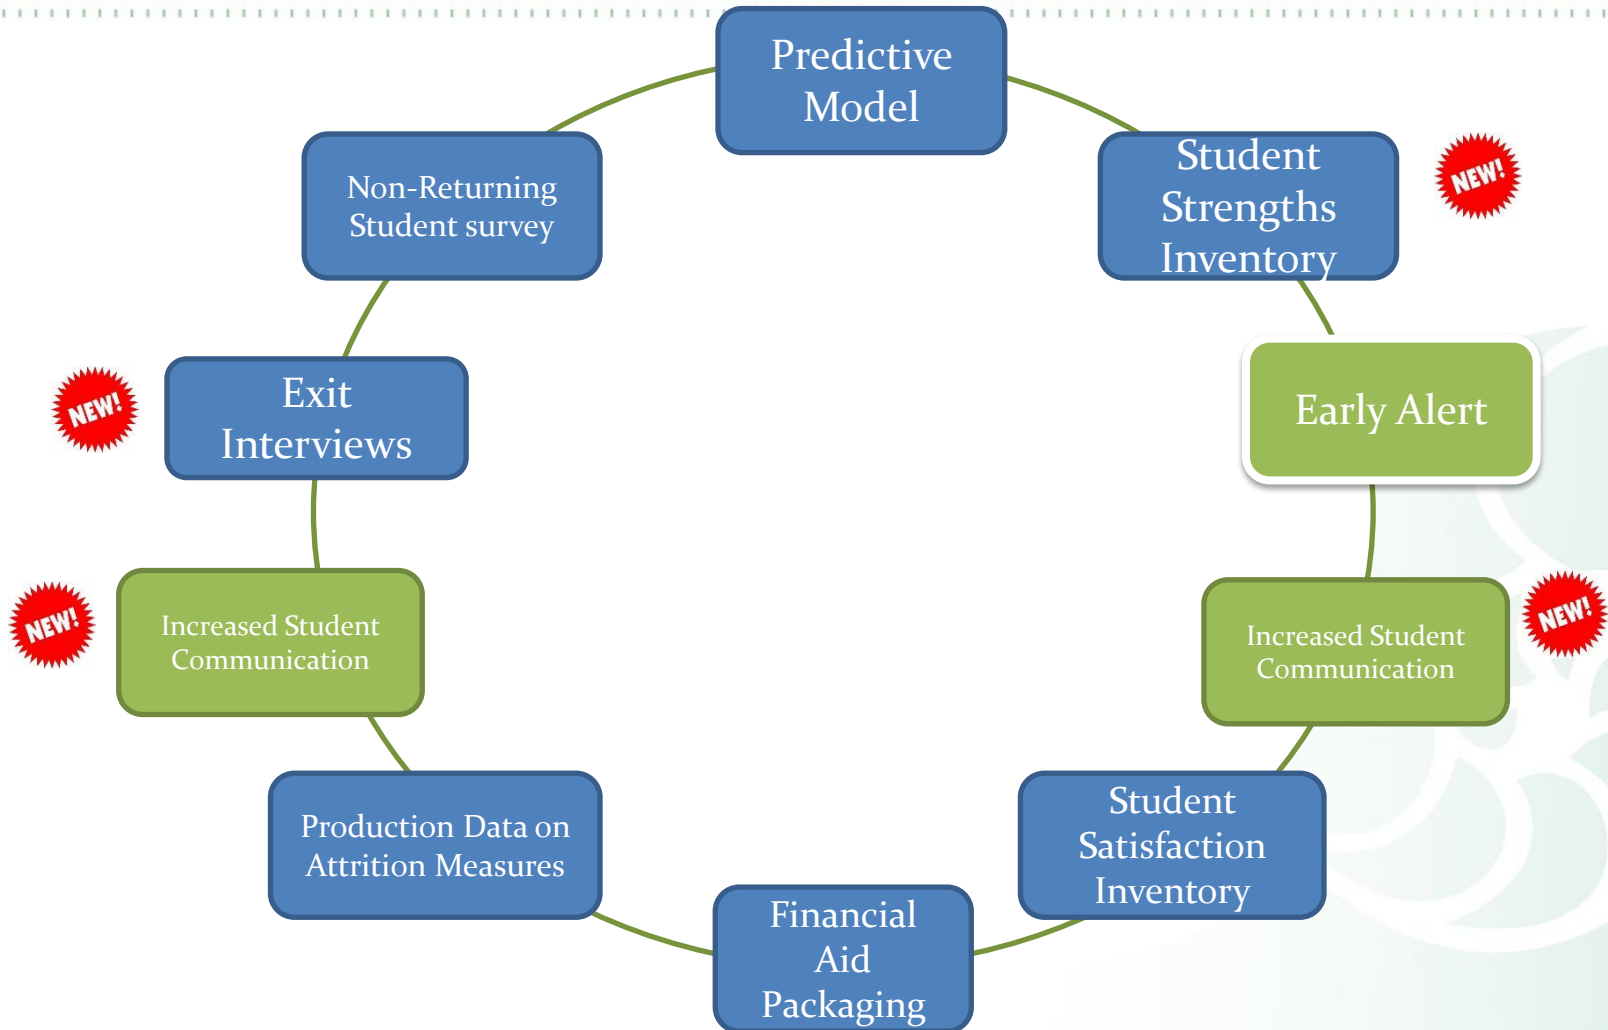 Predictive
Model
Student
Strengths
Inventory
NEW!
Early Alert
Increased Student
Communication
NEW!
Student
Satisfaction
Inventory
Financial
Aid
Packaging
Production Data on
Attrition Measures
Increased Student
Communication
NEW!
Exit
Interviews
NEW!
Non-Returning
Student survey